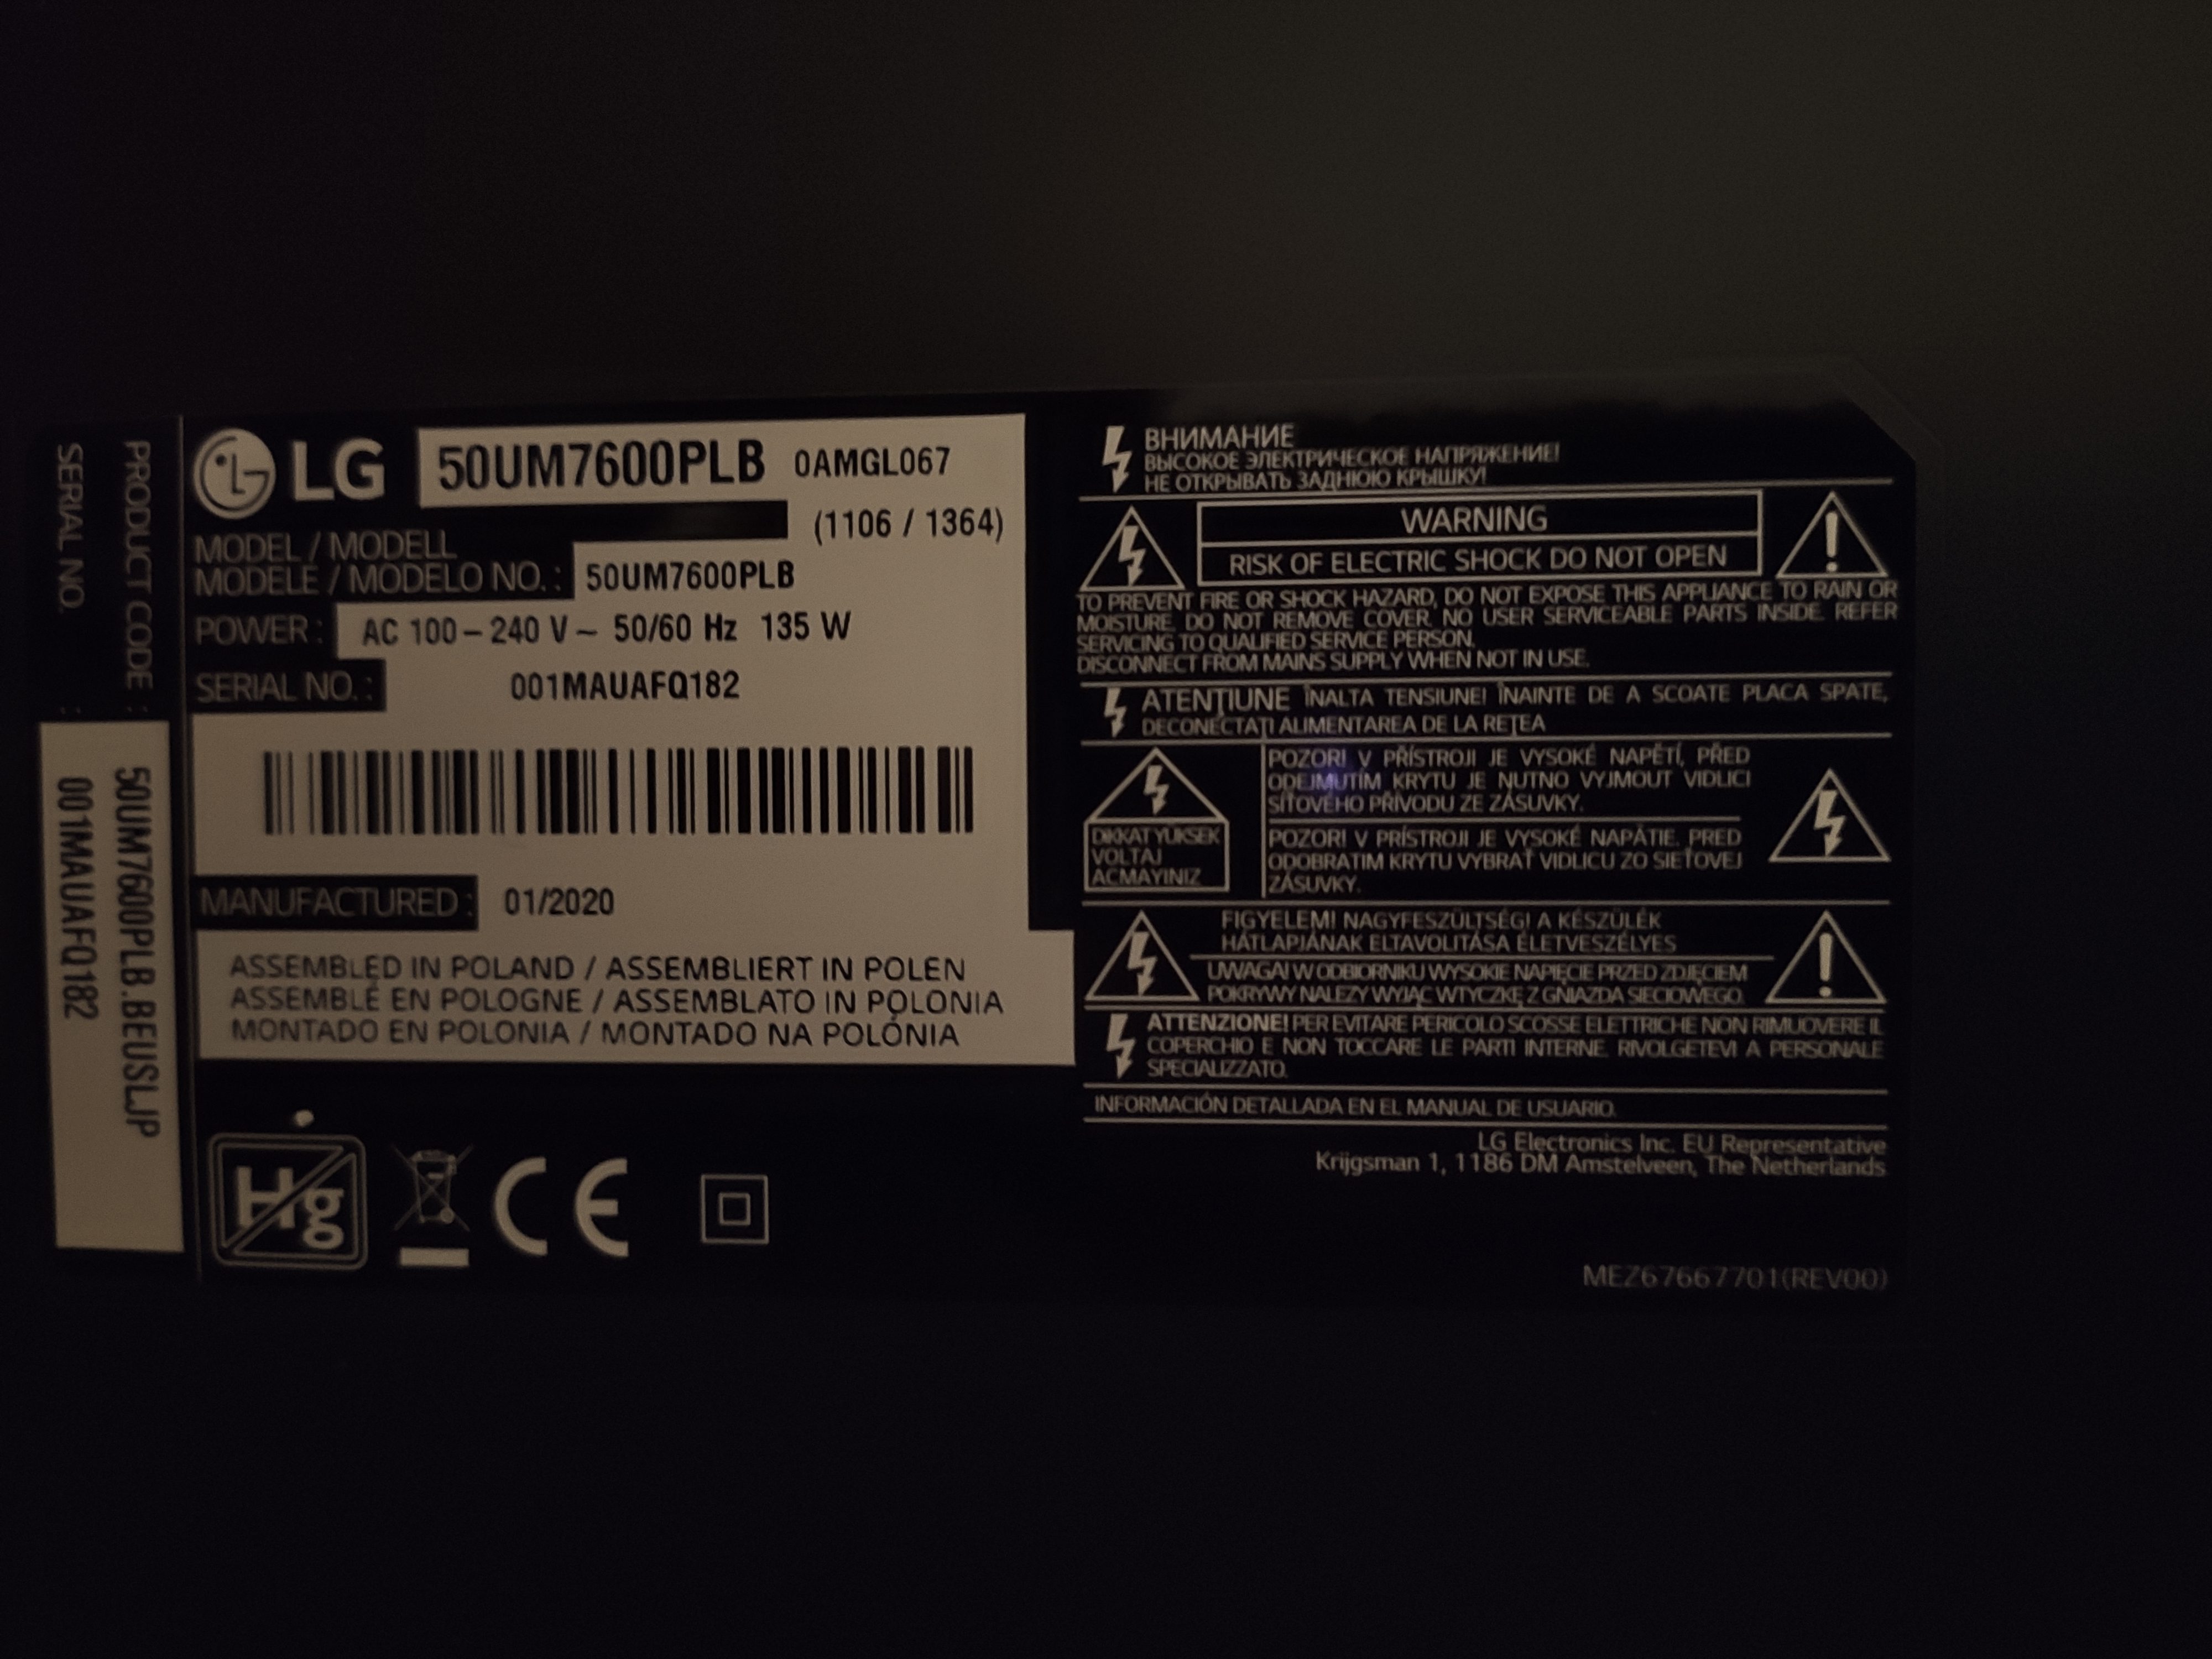 PRODUCT CODE : 50UM7600PLB.BEUSLJP
SERIAL NO. : 001MAUAFQ182
LG 50UM7600PLB 0AMGL067
(1106 / 1364)
MODEL / MODELL
MODELE / MODELO NO. : 50UM7600PLB
POWER : AC 100 – 240 V ~ 50/60 Hz 135 W
SERIAL NO. : 001MAUAFQ182
MANUFACTURED : 01/2020
ASSEMBLED IN POLAND / ASSEMBLIERT IN POLEN
ASSEMBLÉ EN POLOGNE / ASSEMBLATO IN POLONIA
MONTADO EN POLONIA / MONTADO NA POLÓNIA
Hg
CE
ВНИМАНИЕ
ВЫСОКОЕ ЭЛЕКТРИЧЕСКОЕ НАПРЯЖЕНИЕ!
НЕ ОТКРЫВАТЬ ЗАДНЮЮ КРЫШКУ!
WARNING
RISK OF ELECTRIC SHOCK DO NOT OPEN
TO PREVENT FIRE OR SHOCK HAZARD, DO NOT EXPOSE THIS APPLIANCE TO RAIN OR
MOISTURE. DO NOT REMOVE COVER. NO USER SERVICEABLE PARTS INSIDE. REFER
SERVICING TO QUALIFIED SERVICE PERSON.
DISCONNECT FROM MAINS SUPPLY WHEN NOT IN USE.
ATENŢIUNE ÎNALTA TENSIUNE! ÎNAINTE DE A SCOATE PLACA SPATE,
DECONECTAŢI ALIMENTAREA DE LA REŢEA
DIKKAT YÜKSEK
VOLTAJ
ACMAYINIZ
POZOR! V PŘÍSTROJI JE VYSOKÉ NAPĚTÍ, PŘED
ODEJMUTÍM KRYTU JE NUTNO VYJMOUT VIDLICI
SÍŤOVÉHO PŘÍVODU ZE ZÁSUVKY.
POZOR! V PRÍSTROJI JE VYSOKÉ NAPÄTIE. PRED
ODOBRATIM KRYTU VYBRAŤ VIDLICU ZO SIEŤOVEJ
ZÁSUVKY.
FIGYELEM! NAGYFESZÜLTSÉG! A KÉSZÜLÉK
HÁTLAPJÁNAK ELTAVOLITÁSA ÉLETVESZÉLYES
UWAGA! W ODBIORNIKU WYSOKIE NAPIĘCIE PRZED ZDJĘCIEM
POKRYWY NALEZY WYJĄC WTYCZKĘ Z GNIAZDA SIECIOWEGO.
ATTENZIONE! PER EVITARE PERICOLO SCOSSE ELETTRICHE NON RIMUOVERE IL
COPERCHIO E NON TOCCARE LE PARTI INTERNE. RIVOLGETEVI A PERSONALE
SPECIALIZZATO.
INFORMACIÓN DETALLADA EN EL MANUAL DE USUARIO.
LG Electronics Inc. EU Representative
Krijgsman 1, 1186 DM Amstelveen, The Netherlands
MEZ67667701(REV00)